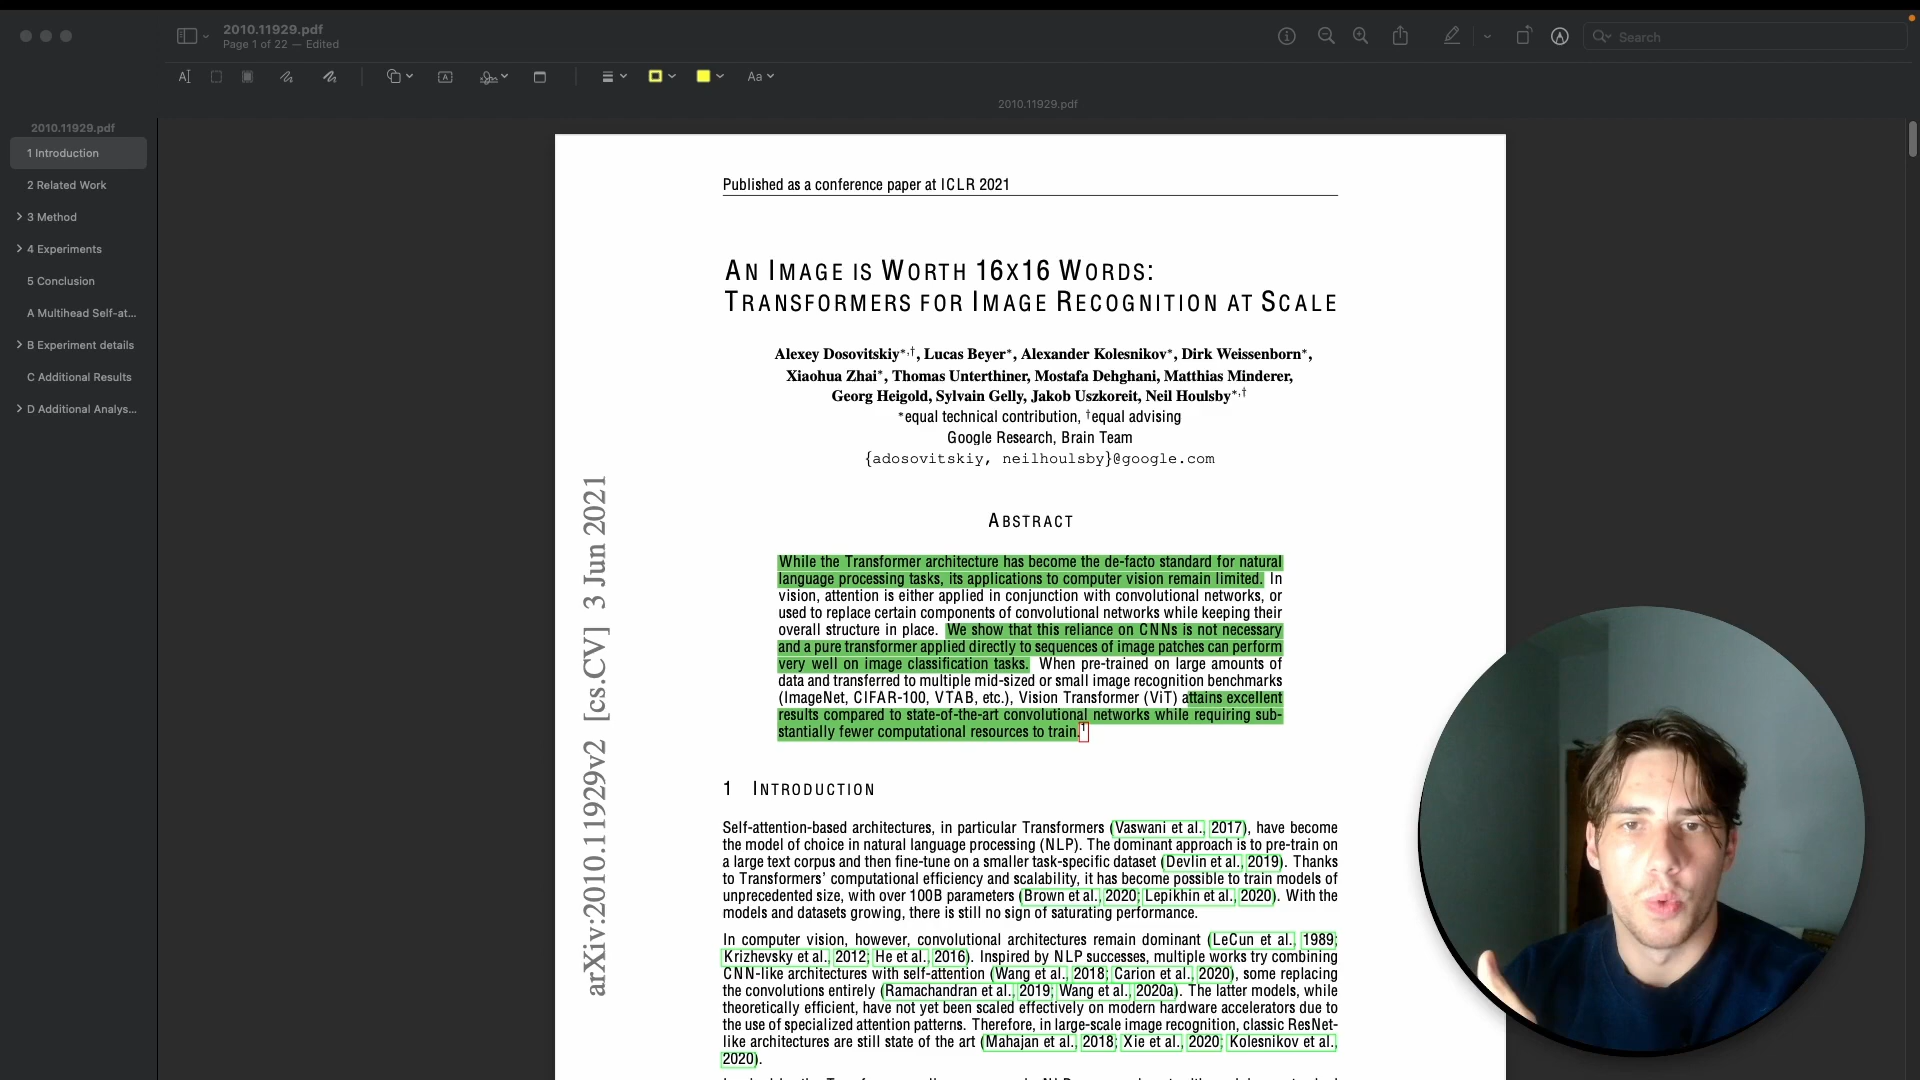 2010.11929.pdf
Page 1 of 22 — Edited
Search
Aa
2010.11929.pdf
2010.11929.pdf
1 Introduction
2 Related Work
3 Method
4 Experiments
5 Conclusion
A Multihead Self-at...
B Experiment details
C Additional Results
D Additional Analys...
Published as a conference paper at ICLR 2021
AN IMAGE IS WORTH 16X16 WORDS:
TRANSFORMERS FOR IMAGE RECOGNITION AT SCALE
Alexey Dosovitskiy*,†, Lucas Beyer*, Alexander Kolesnikov*, Dirk Weissenborn*,
Xiaohua Zhai*, Thomas Unterthiner, Mostafa Dehghani, Matthias Minderer,
Georg Heigold, Sylvain Gelly, Jakob Uszkoreit, Neil Houlsby*,†
*equal technical contribution, †equal advising
Google Research, Brain Team
{adosovitskiy, neilhoulsby}@google.com
arXiv:2010.11929v2 [cs.CV] 3 Jun 2021
ABSTRACT
While the Transformer architecture has become the de-facto standard for natural
language processing tasks, its applications to computer vision remain limited. In
vision, attention is either applied in conjunction with convolutional networks, or
used to replace certain components of convolutional networks while keeping their
overall structure in place. We show that this reliance on CNNs is not necessary
and a pure transformer applied directly to sequences of image patches can perform
very well on image classification tasks. When pre-trained on large amounts of
data and transferred to multiple mid-sized or small image recognition benchmarks
(ImageNet, CIFAR-100, VTAB, etc.), Vision Transformer (ViT) attains excellent
results compared to state-of-the-art convolutional networks while requiring sub-
stantially fewer computational resources to train.1
1 INTRODUCTION
Self-attention-based architectures, in particular Transformers (Vaswani et al., 2017), have become
the model of choice in natural language processing (NLP). The dominant approach is to pre-train on
a large text corpus and then fine-tune on a smaller task-specific dataset (Devlin et al., 2019). Thanks
to Transformers' computational efficiency and scalability, it has become possible to train models of
unprecedented size, with over 100B parameters (Brown et al., 2020; Lepikhin et al., 2020). With the
models and datasets growing, there is still no sign of saturating performance.
In computer vision, however, convolutional architectures remain dominant (LeCun et al., 1989;
Krizhevsky et al., 2012; He et al., 2016). Inspired by NLP successes, multiple works try combining
CNN-like architectures with self-attention (Wang et al., 2018; Carion et al., 2020), some replacing
the convolutions entirely (Ramachandran et al., 2019; Wang et al., 2020a). The latter models, while
theoretically efficient, have not yet been scaled effectively on modern hardware accelerators due to
the use of specialized attention patterns. Therefore, in large-scale image recognition, classic ResNet-
like architectures are still state of the art (Mahajan et al., 2018; Xie et al., 2020; Kolesnikov et al.,
2020).